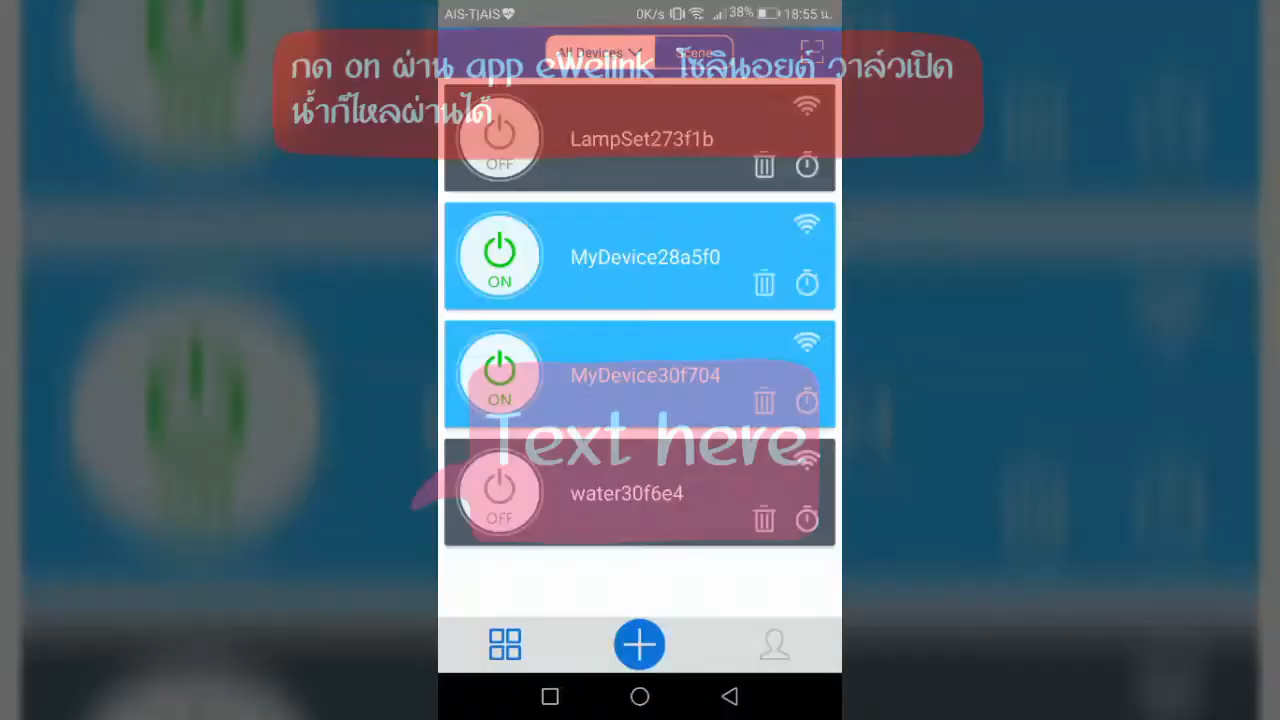 AIS-T|AIS 0K/s 38% 18:55 น.
All Devices Scene
กด on ผ่าน app eWelink โซลินอยด์ วาล์วเปิด
น้ำก็ไหลผ่านได้
LampSet273f1b
OFF
MyDevice28a5f0
ON
MyDevice30f704
ON
Text here
water30f6e4
OFF